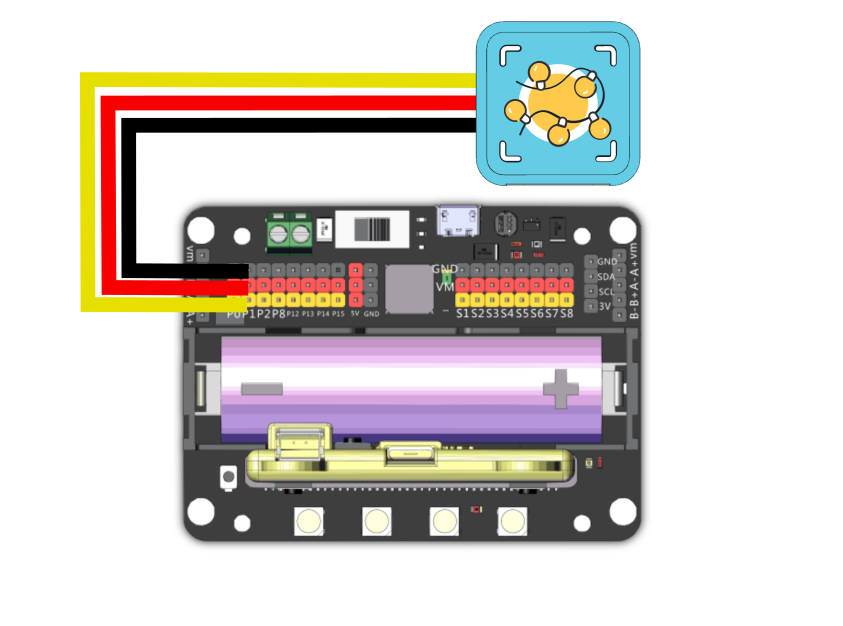 GND
VM
GND
SDA
SCL
3V
P0P1P2P8 P12 P13 P14 P15 5V GND
S1S2S3S4S5S6S7S8
vm
A+
B-B+A-A+vm